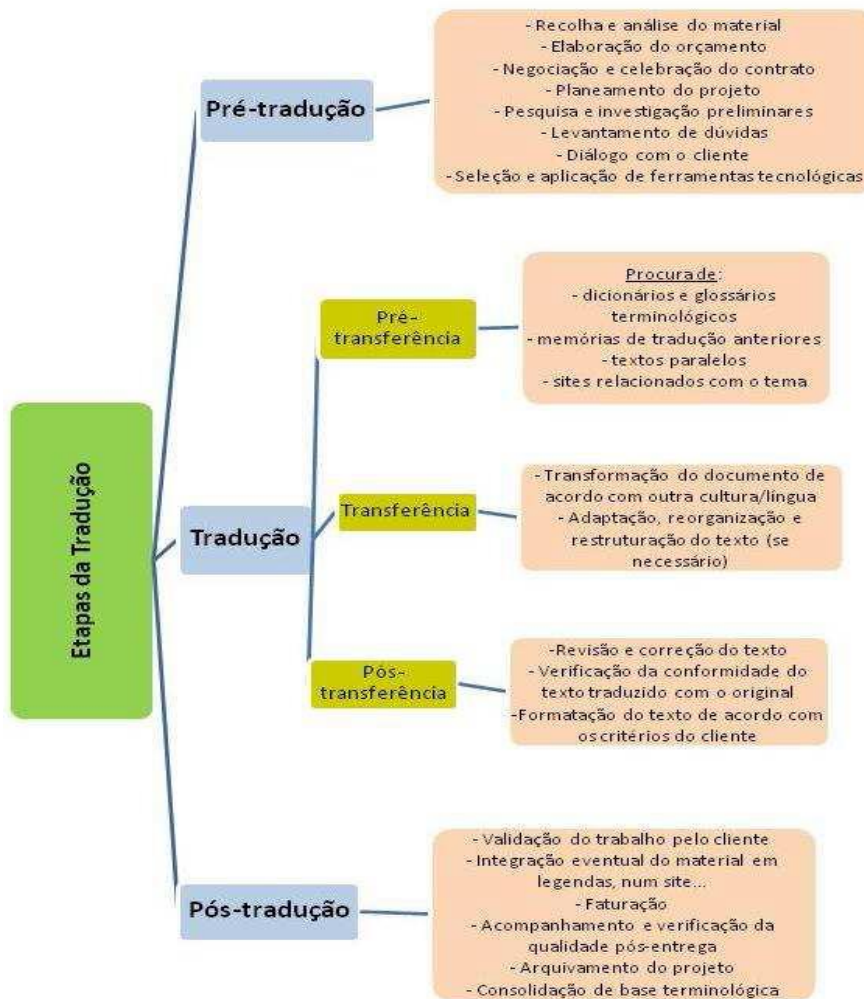 Etapas da Tradução
Pré-tradução
- Recolha e análise do material
- Elaboração do orçamento
- Negociação e celebração do contrato
- Planeamento do projeto
- Pesquisa e investigação preliminares
- Levantamento de dúvidas
- Diálogo com o cliente
- Seleção e aplicação de ferramentas tecnológicas
Tradução
Pré-
transferência
Procura de:
- dicionários e glossários
terminológicos
- memórias de tradução anteriores
- textos paralelos
- sites relacionados com o tema
Transferência
- Transformação do documento de
acordo com outra cultura/língua
- Adaptação, reorganização e
restruturação do texto (se
necessário)
Pós-
transferência
-Revisão e correção do texto
- Verificação da conformidade do
texto traduzido com o original
-Formatação do texto de acordo com
os critérios do cliente
Pós-tradução
- Validação do trabalho pelo cliente
- Integração eventual do material em
legendas, num site...
- Faturação
- Acompanhamento e verificação da
qualidade pós-entrega
- Arquivamento do projeto
- Consolidação de base terminológica